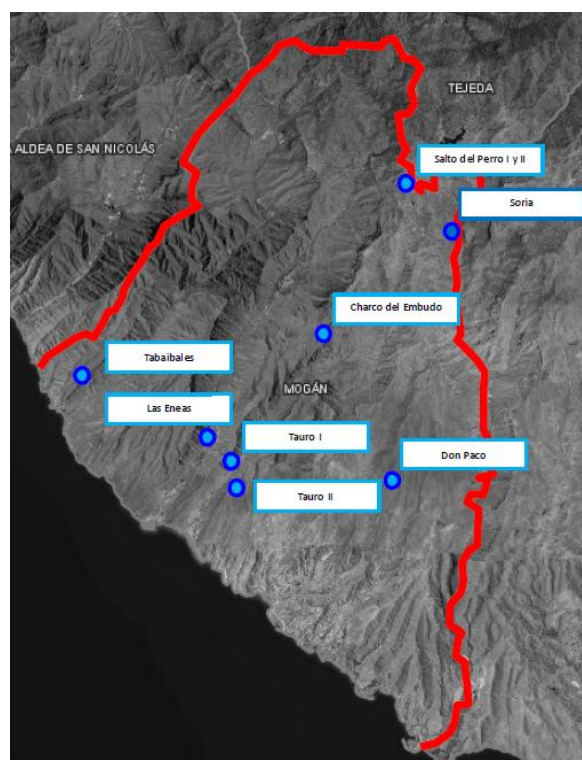 TEJEDA
A ALDEA DE SAN NICOLÁS
Salto del Perro I y II
Soria
Charco del Embudo
Tabaibales
MOGÁN
Las Eneas
Tauro I
Don Paco
Tauro II